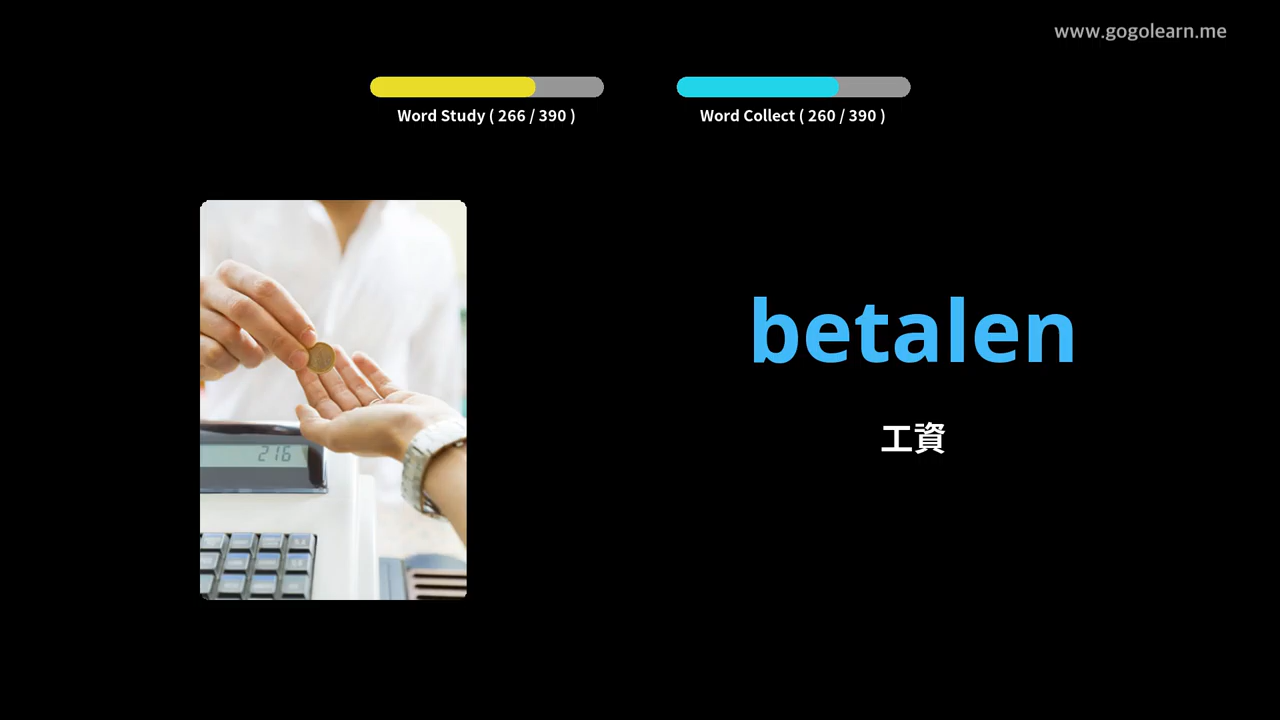 www.gogolearn.me
Word Study ( 266 / 390 )
Word Collect ( 260 / 390 )
betalen
工資
216